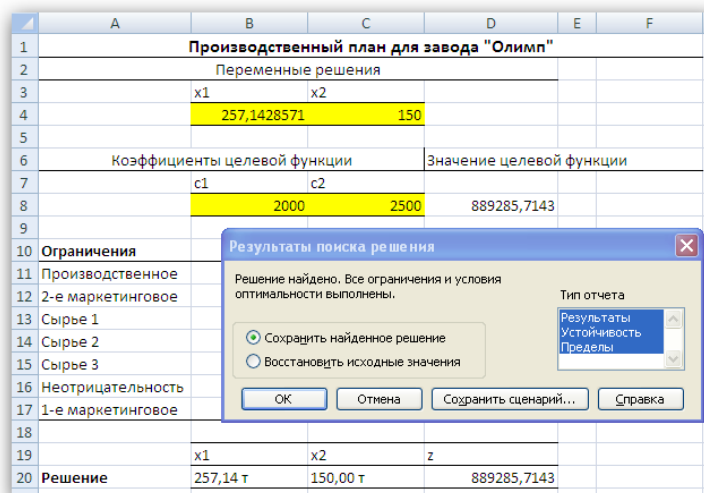 A B C D E F
1 Производственный план для завода "Олимп"
2 Переменные решения
3 x1 x2
4 257,1428571 150
5
6 Коэффициенты целевой функции Значение целевой функции
7 c1 c2
8 2000 2500 889285,7143
9
10 Ограничения
11 Производственное
12 2-е маркетинговое
13 Сырье 1
14 Сырье 2
15 Сырье 3
16 Неотрицательность
17 1-е маркетинговое
18
19 x1 x2 z
20 Решение 257,14 т 150,00 т 889285,7143
Результаты поиска решения
Решение найдено. Все ограничения и условия
оптимальности выполнены.
Тип отчета
Результаты
Устойчивость
Пределы
Сохранить найденное решение
Восстановить исходные значения
ОК Отмена Сохранить сценарий... Справка